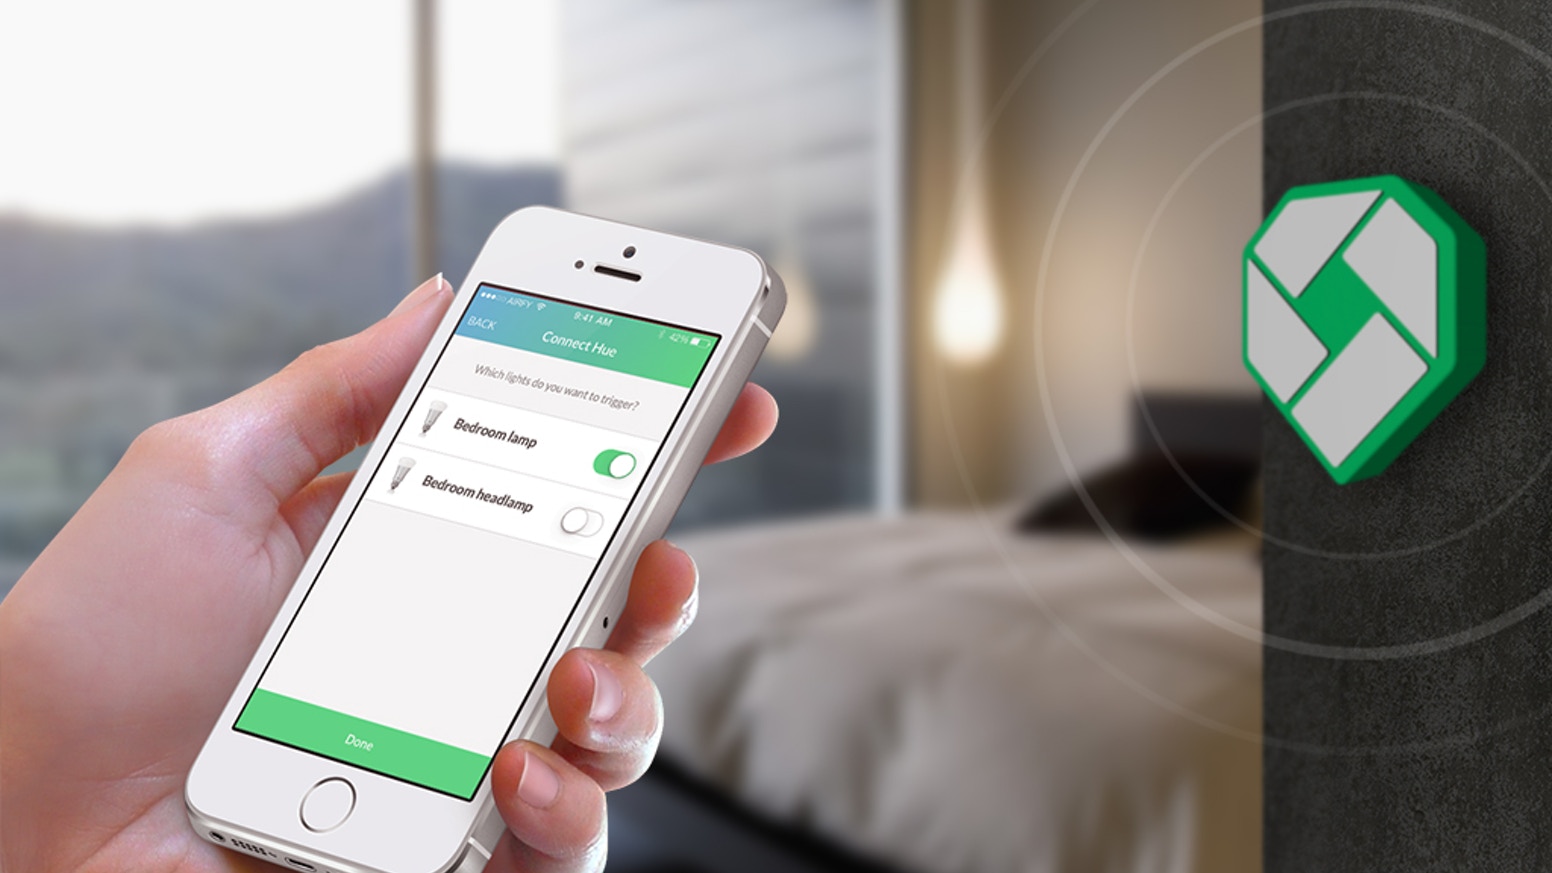 AIRFY
9:41 AM
42%
BACK
Connect Hue
Which lights do you want to trigger?
Bedroom lamp
Bedroom headlamp
Done